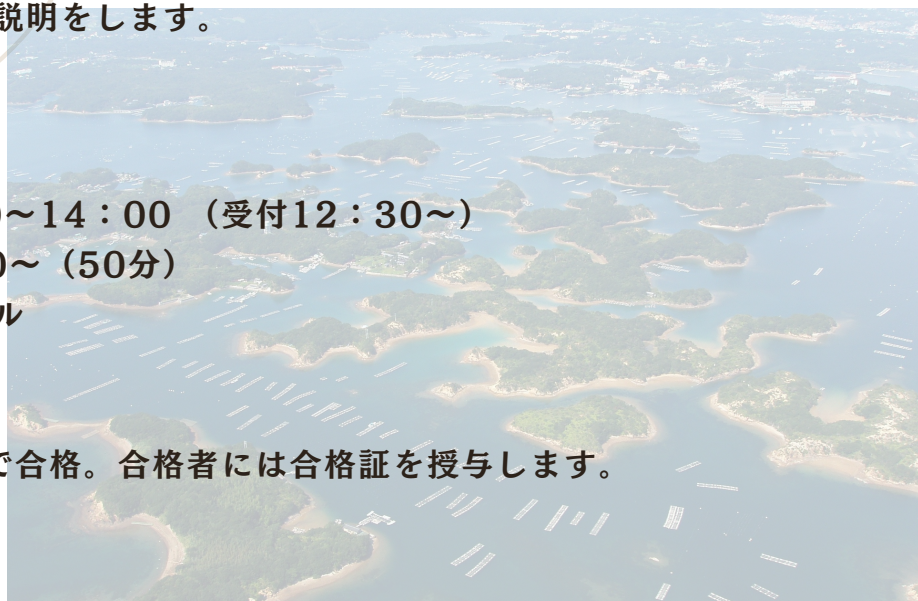 説明をします。
～14：00 （受付12：30～）
0～（50分）
ル
で合格。合格者には合格証を授与します。